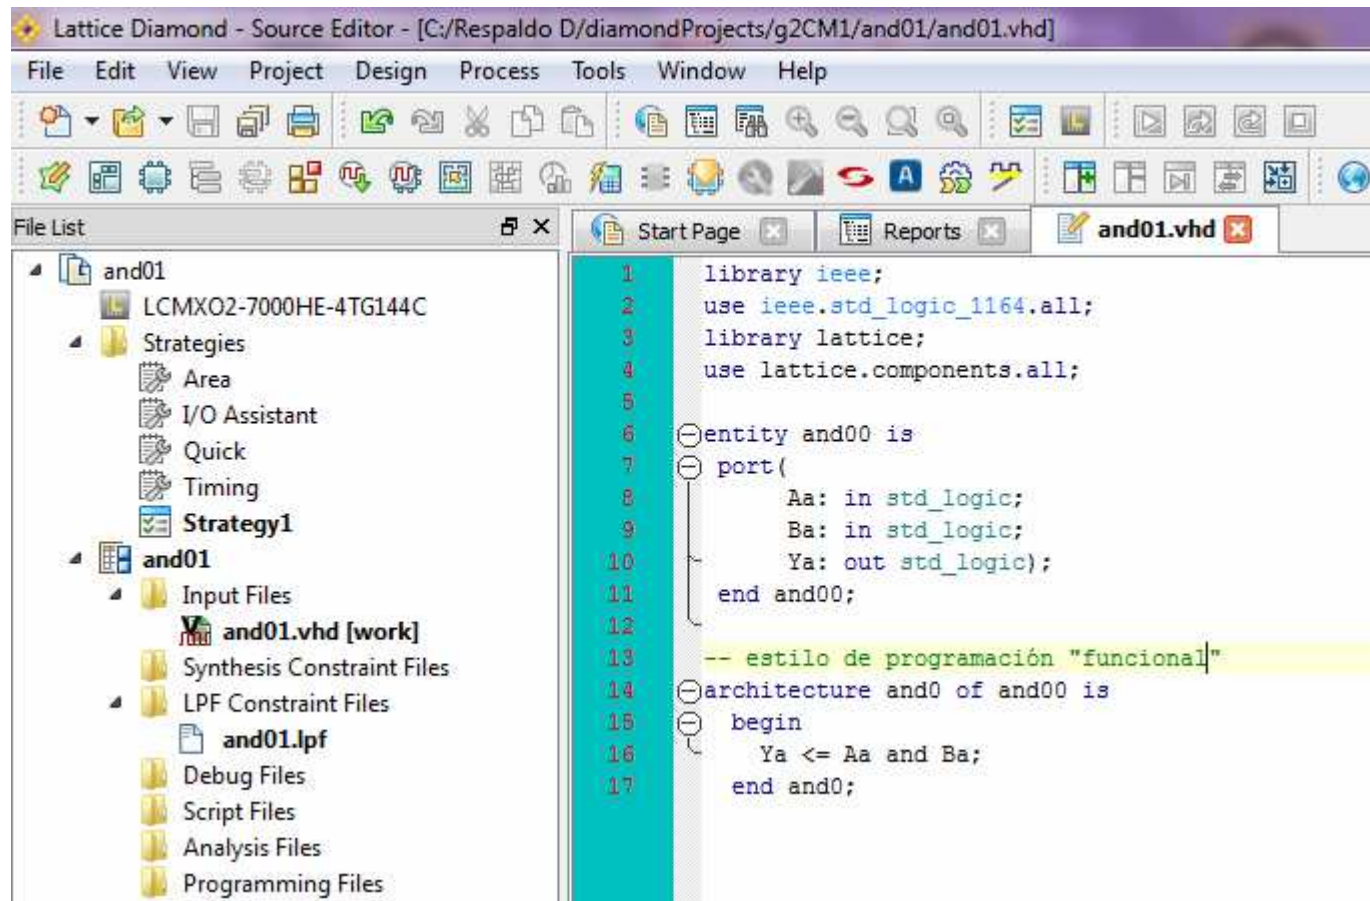 Lattice Diamond - Source Editor - [C:/Respaldo D/diamondProjects/g2CM1/and01/and01.vhd]
File Edit View Project Design Process Tools Window Help
File List
Start Page
Reports
and01.vhd
and01
LCMXO2-7000HE-4TG144C
Strategies
Area
I/O Assistant
Quick
Timing
Strategy1
and01
Input Files
and01.vhd [work]
Synthesis Constraint Files
LPF Constraint Files
and01.lpf
Debug Files
Script Files
Analysis Files
Programming Files
1 library ieee;
2 use ieee.std_logic_1164.all;
3 library lattice;
4 use lattice.components.all;
5
6 entity and00 is
7 port(
8 Aa: in std_logic;
9 Ba: in std_logic;
10 Ya: out std_logic);
11 end and00;
12
13 -- estilo de programación "funcional"
14 architecture and0 of and00 is
15 begin
16 Ya <= Aa and Ba;
17 end and0;